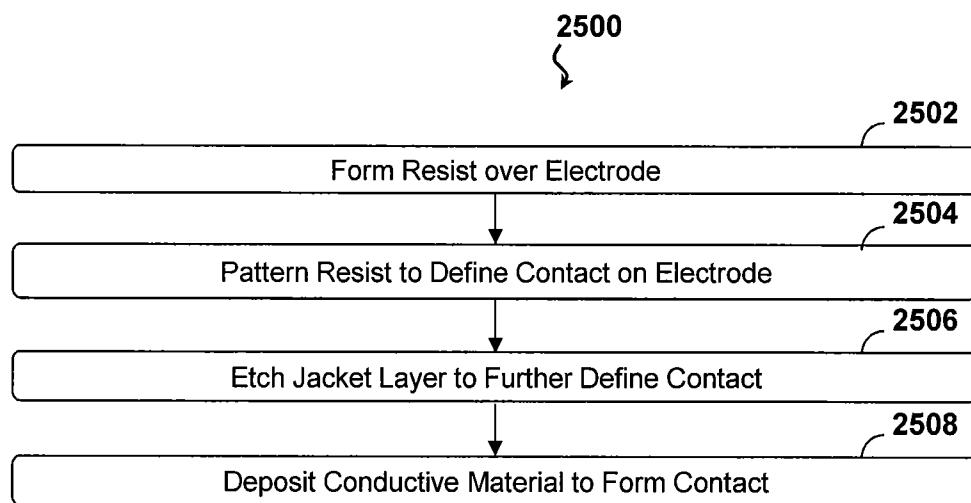 2500
2502
Form Resist over Electrode
2504
Pattern Resist to Define Contact on Electrode
2506
Etch Jacket Layer to Further Define Contact
2508
Deposit Conductive Material to Form Contact